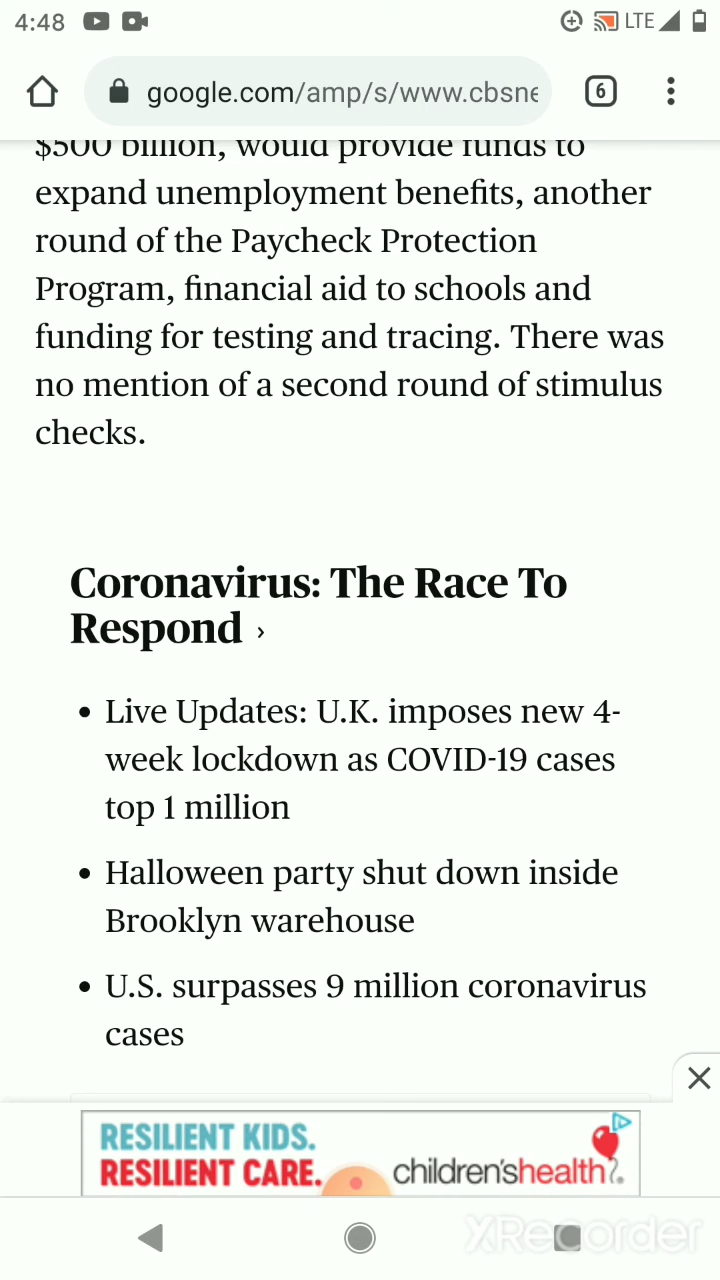 4:48 LTE
google.com/amp/s/www.cbsne 6
$500 billion, would provide funds to
expand unemployment benefits, another
round of the Paycheck Protection
Program, financial aid to schools and
funding for testing and tracing. There was
no mention of a second round of stimulus
checks.
Coronavirus: The Race To
Respond ›
• Live Updates: U.K. imposes new 4-
week lockdown as COVID-19 cases
top 1 million
• Halloween party shut down inside
Brooklyn warehouse
• U.S. surpasses 9 million coronavirus
cases
RESILIENT KIDS.
RESILIENT CARE. children'shealth
XRecorder